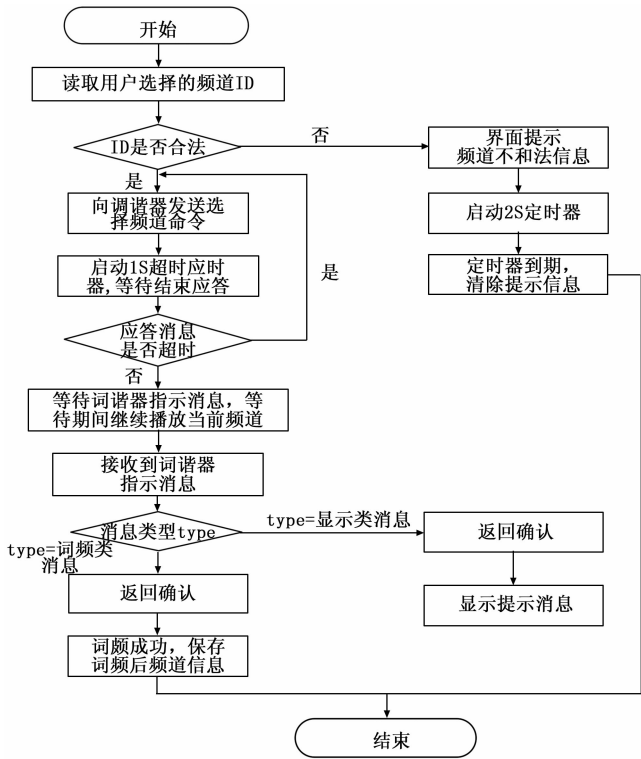 开始
读取用户选择的频道ID
ID是否合法
否
界面提示
频道不和法信息
是
向调谐器发送选
择频道命令
启动2S定时器
启动1S超时应时
器,等待结束应答
是
定时器到期,
清除提示信息
应答消息
是否超时
否
等待词谐器指示消息, 等
待期间继续播放当前频道
接收到词谐器
指示消息
消息类型type
type=显示类消息
返回确认
type=词频类
消息
返回确认
显示提示消息
词颇成功, 保存
词频后频道信息
结束